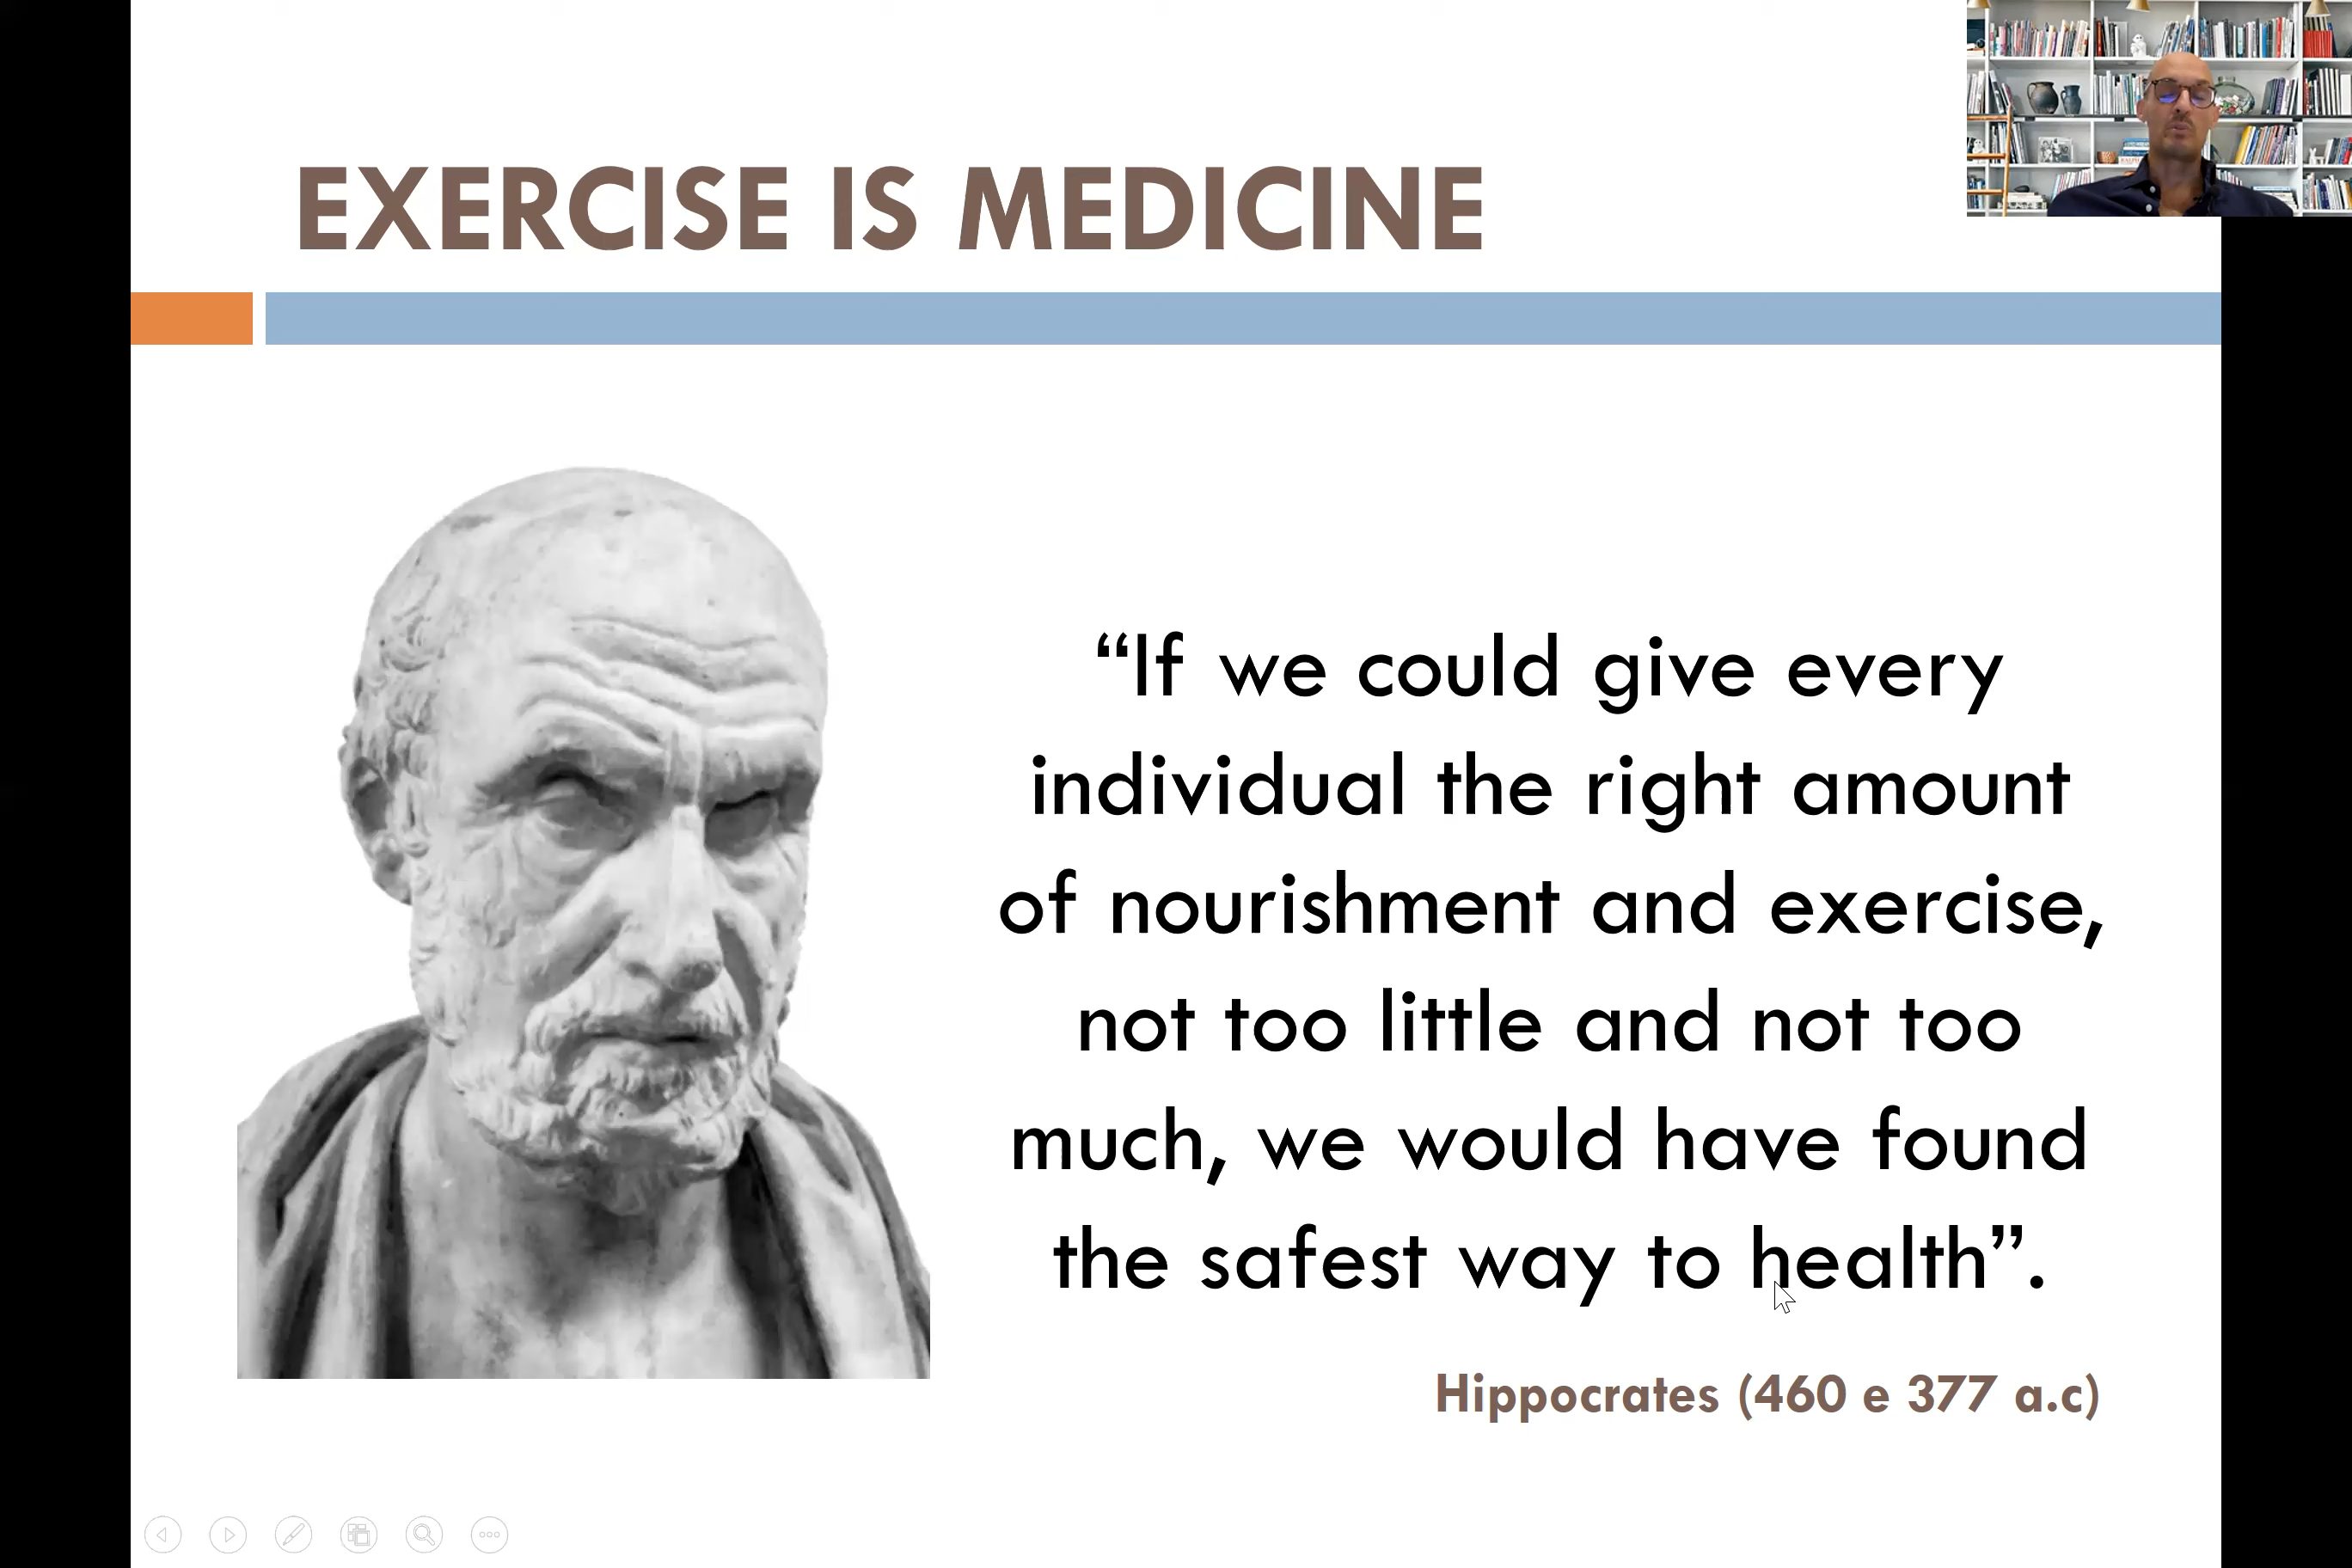 EXERCISE IS MEDICINE
“If we could give every
individual the right amount
of nourishment and exercise,
not too little and not too
much, we would have found
the safest way to health”.
Hippocrates (460 e 377 a.c)